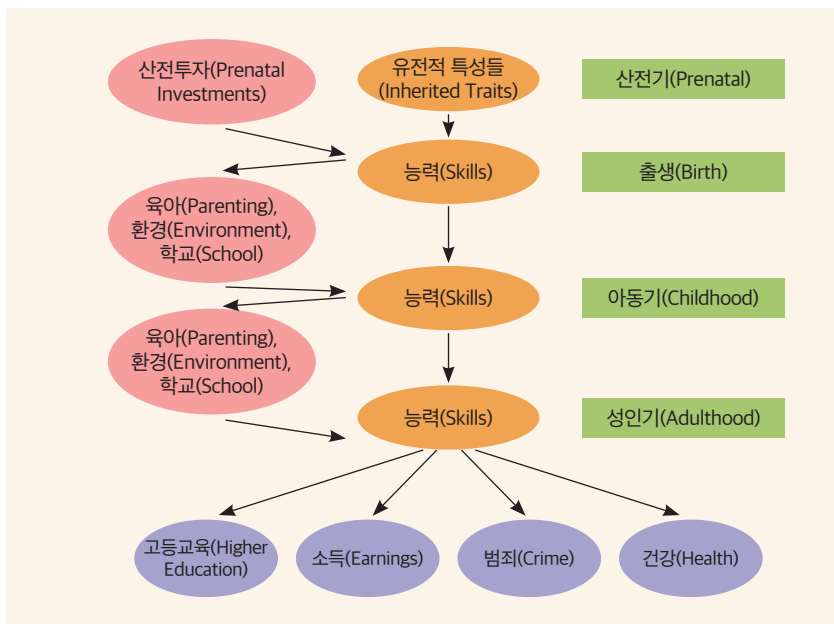 산전투자(Prenatal
Investments)
유전적 특성들
(Inherited Traits)
산전기(Prenatal)
능력(Skills)
출생(Birth)
육아(Parenting),
환경(Environment),
학교(School)
능력(Skills)
아동기(Childhood)
육아(Parenting),
환경(Environment),
학교(School)
능력(Skills)
성인기(Adulthood)
고등교육(Higher
Education)
소득(Earnings)
범죄(Crime)
건강(Health)